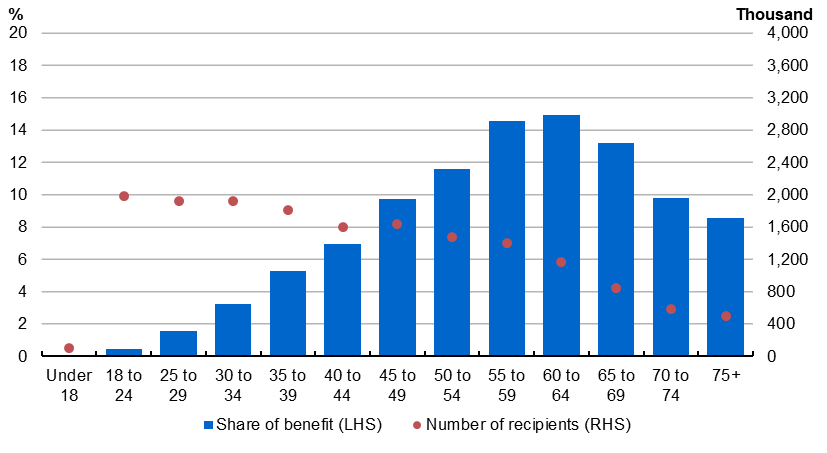 % Thousand
20 4,000
18 3,600
16 3,200
14 2,800
12 2,400
10 2,000
8 1,600
6 1,200
4 800
2 400
0 0
Under 18 to 25 to 30 to 35 to 40 to 45 to 50 to 55 to 60 to 65 to 70 to 75+
18 24 29 34 39 44 49 54 59 64 69 74
Share of benefit (LHS) Number of recipients (RHS)